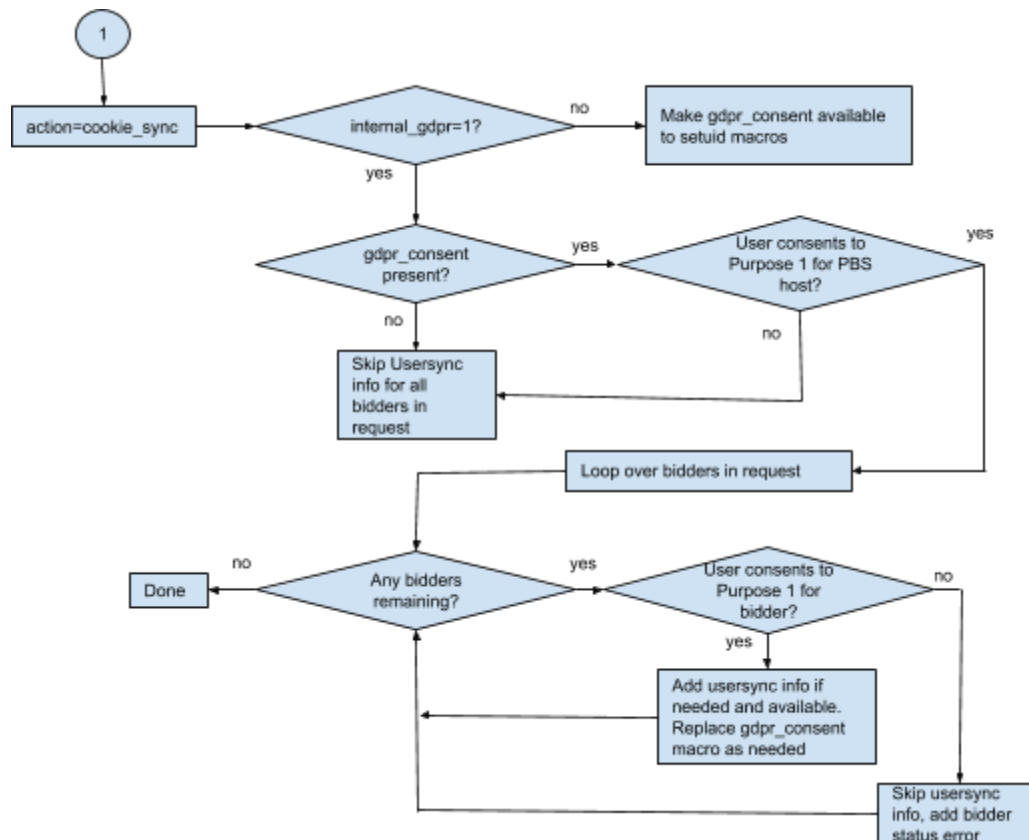 1
action=cookie_sync
internal_gdpr=1?
no
Make gdpr_consent available
to setuid macros
yes
gdpr_consent
present?
yes
User consents to
Purpose 1 for PBS
host?
yes
no
no
Skip Usersync
info for all
bidders in
request
Loop over bidders in request
Any bidders
remaining?
no
Done
yes
User consents to
Purpose 1 for
bidder?
no
yes
Add usersync info if
needed and available.
Replace gdpr_consent
macro as needed
Skip usersync
info, add bidder
status error